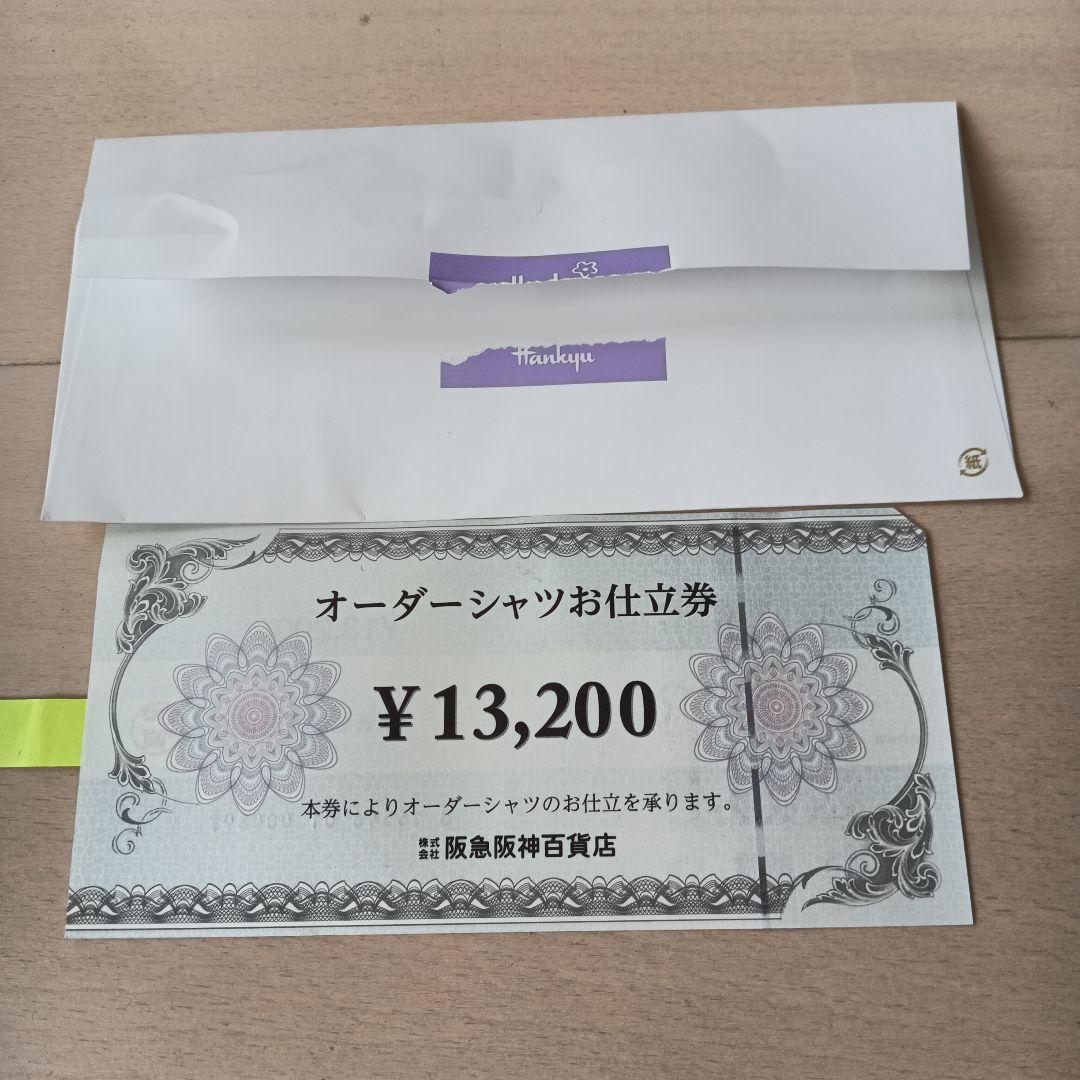 Hankyu
紙
オーダーシャツお仕立券
¥13,200
本券によりオーダーシャツのお仕立を承ります。
株式会社 阪急阪神百貨店